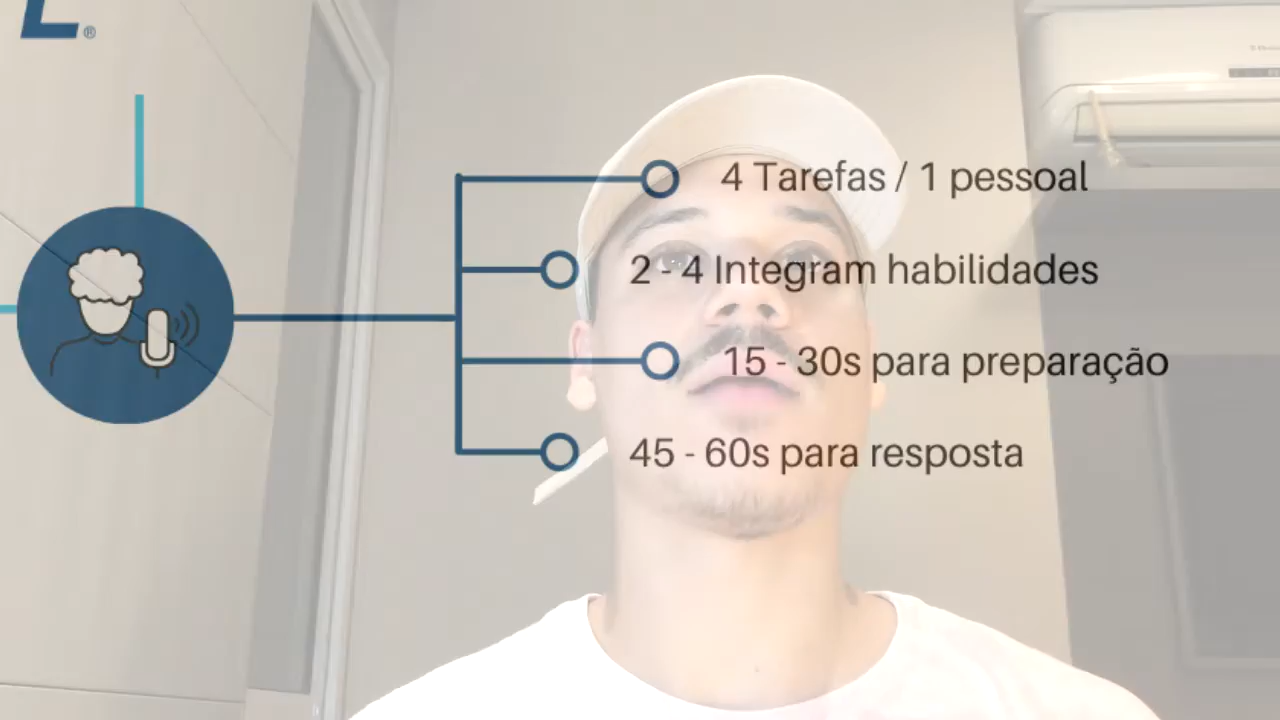 L®
4 Tarefas / 1 pessoal
2 - 4 Integram habilidades
15 - 30s para preparação
45 - 60s para resposta